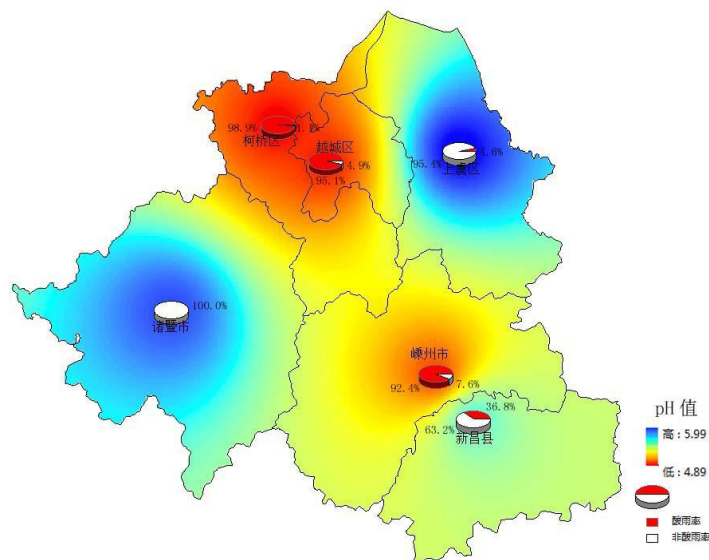 98.9%
1.1%
柯桥区
越城区
4.9%
95.1%
4.6%
95.4%
上虞区
100.0%
诸暨市
嵊州市
92.4%
7.6%
36.8%
63.2%
新昌县
pH 值
高 : 5.99
低 : 4.89
酸雨率
非酸雨率